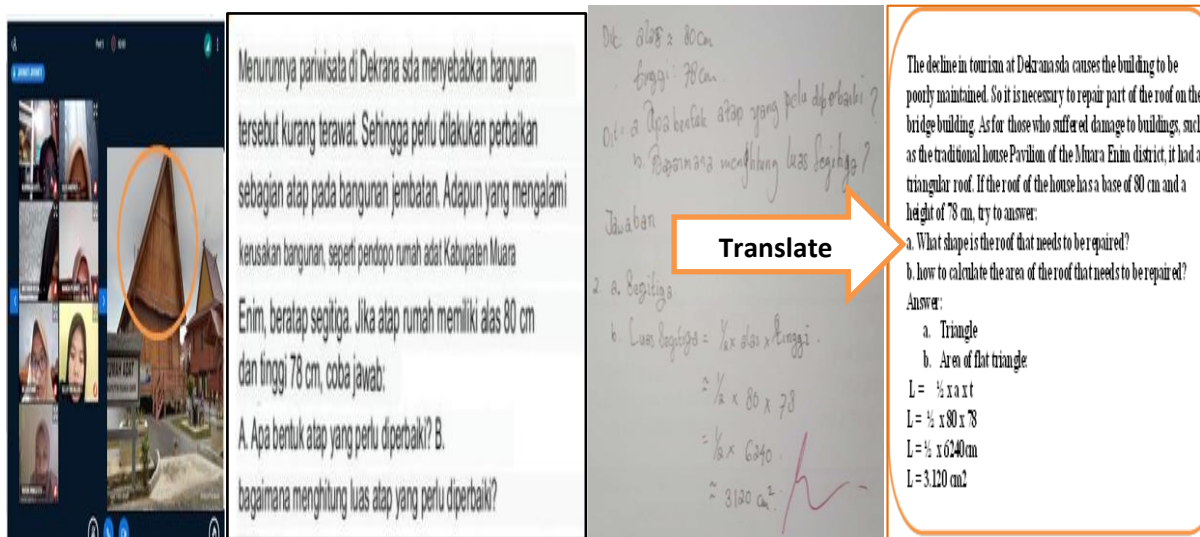 Menurunnya pariwisata di Dekrana sda menyebabkan bangunan
tersebut kurang terawat. Sehingga perlu dilakukan perbaikan
sebagian atap pada bangunan jembatan. Adapun yang mengalami
kerusakan bangunan, seperti pendopo rumah adat Kabupaten Muara
Enim, beratap segitiga. Jika atap rumah memiliki alas 80 cm
dan tinggi 78 cm, coba jawab:
A. Apa bentuk atap yang perlu diperbaiki? B.
bagaimana menghitung luas atap yang perlu diperbaiki?
Dik: alas = 80 cm
tinggi: 78 cm.
Dit = a. Apa bentuk atap yang pelu diperbaiki?
b. Bagaimana menghitung luas segitiga?
Jawaban
2. a. Segitiga
b. Luas Segitiga = 1/2 x alas x tinggi.
= 1/2 x 80 x 78
= 1/2 x 6240.
= 3120 cm2.
Translate
The decline in tourism at Dekranasda causes the building to be
poorly maintained. So it is necessary to repair part of the roof on the
bridge building. As for those who suffered damage to buildings, such
as the traditional house Pavilion of the Muara Enim district, it had a
triangular roof. If the roof of the house has a base of 80 cm and a
height of 78 cm, try to answer:
a. What shape is the roof that needs to be repaired?
b. how to calculate the area of the roof that needs to be repaired?
Answer:
a. Triangle
b. Area of flat triangle:
L = ½ x a x t
L = ½ x 80 x 78
L = ½ x 6240cm
L = 3.120 cm2
RUMAH ADAT